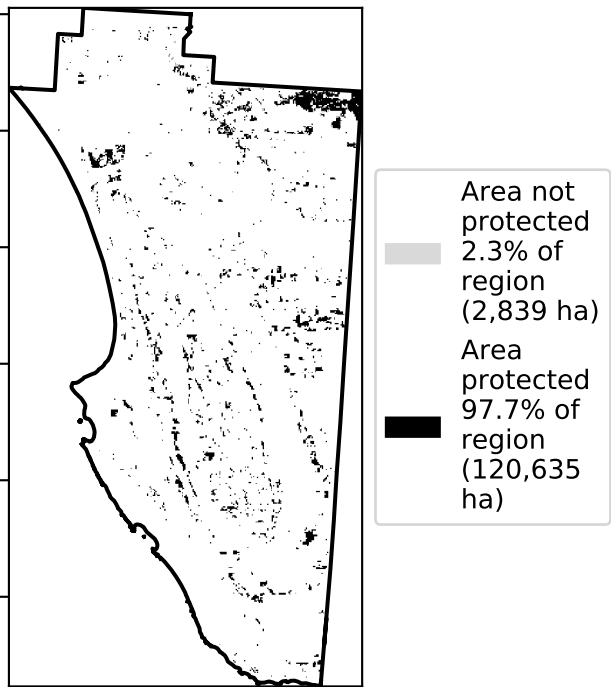 Area not
protected
2.3% of
region
(2,839 ha)
Area
protected
97.7% of
region
(120,635
ha)